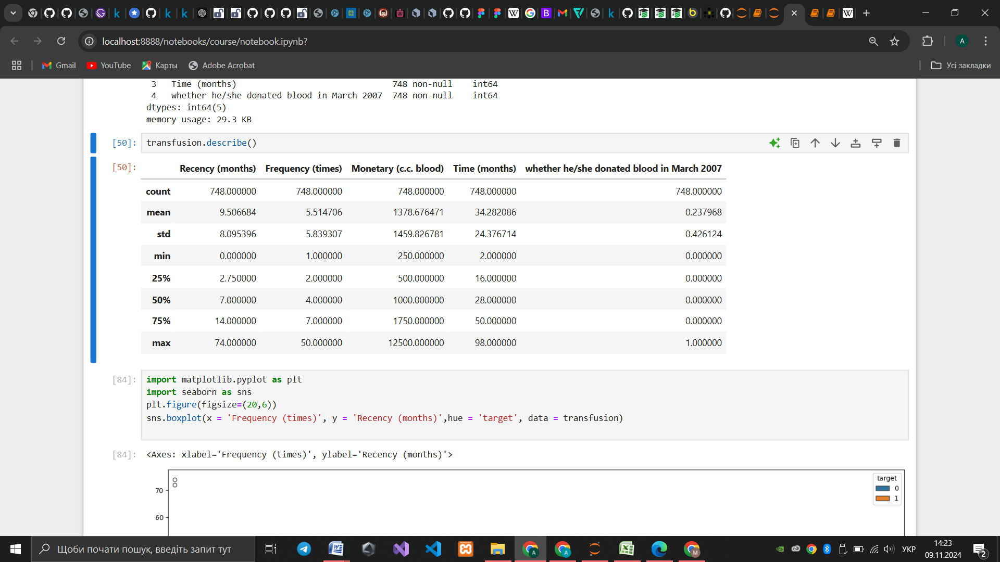 localhost:8888/notebooks/course/notebook.ipynb?
A
Gmail YouTube Карты Adobe Acrobat Усі закладки
3 Time (months) 748 non-null int64
4 whether he/she donated blood in March 2007 748 non-null int64
dtypes: int64(5)
memory usage: 29.3 KB
[50]: transfusion.describe()
[50]: Recency (months) Frequency (times) Monetary (c.c. blood) Time (months) whether he/she donated blood in March 2007
count 748.000000 748.000000 748.000000 748.000000 748.000000
mean 9.506684 5.514706 1378.676471 34.282086 0.237968
std 8.095396 5.839307 1459.826781 24.376714 0.426124
min 0.000000 1.000000 250.000000 2.000000 0.000000
25% 2.750000 2.000000 500.000000 16.000000 0.000000
50% 7.000000 4.000000 1000.000000 28.000000 0.000000
75% 14.000000 7.000000 1750.000000 50.000000 0.000000
max 74.000000 50.000000 12500.000000 98.000000 1.000000
[84]: import matplotlib.pyplot as plt
import seaborn as sns
plt.figure(figsize=(20,6))
sns.boxplot(x = 'Frequency (times)', y = 'Recency (months)',hue = 'target', data = transfusion)
[84]: <Axes: xlabel='Frequency (times)', ylabel='Recency (months)'>
target
0
1
70
60
Щоби почати пошук, введіть запит тут
УКР
14:23
09.11.2024
2